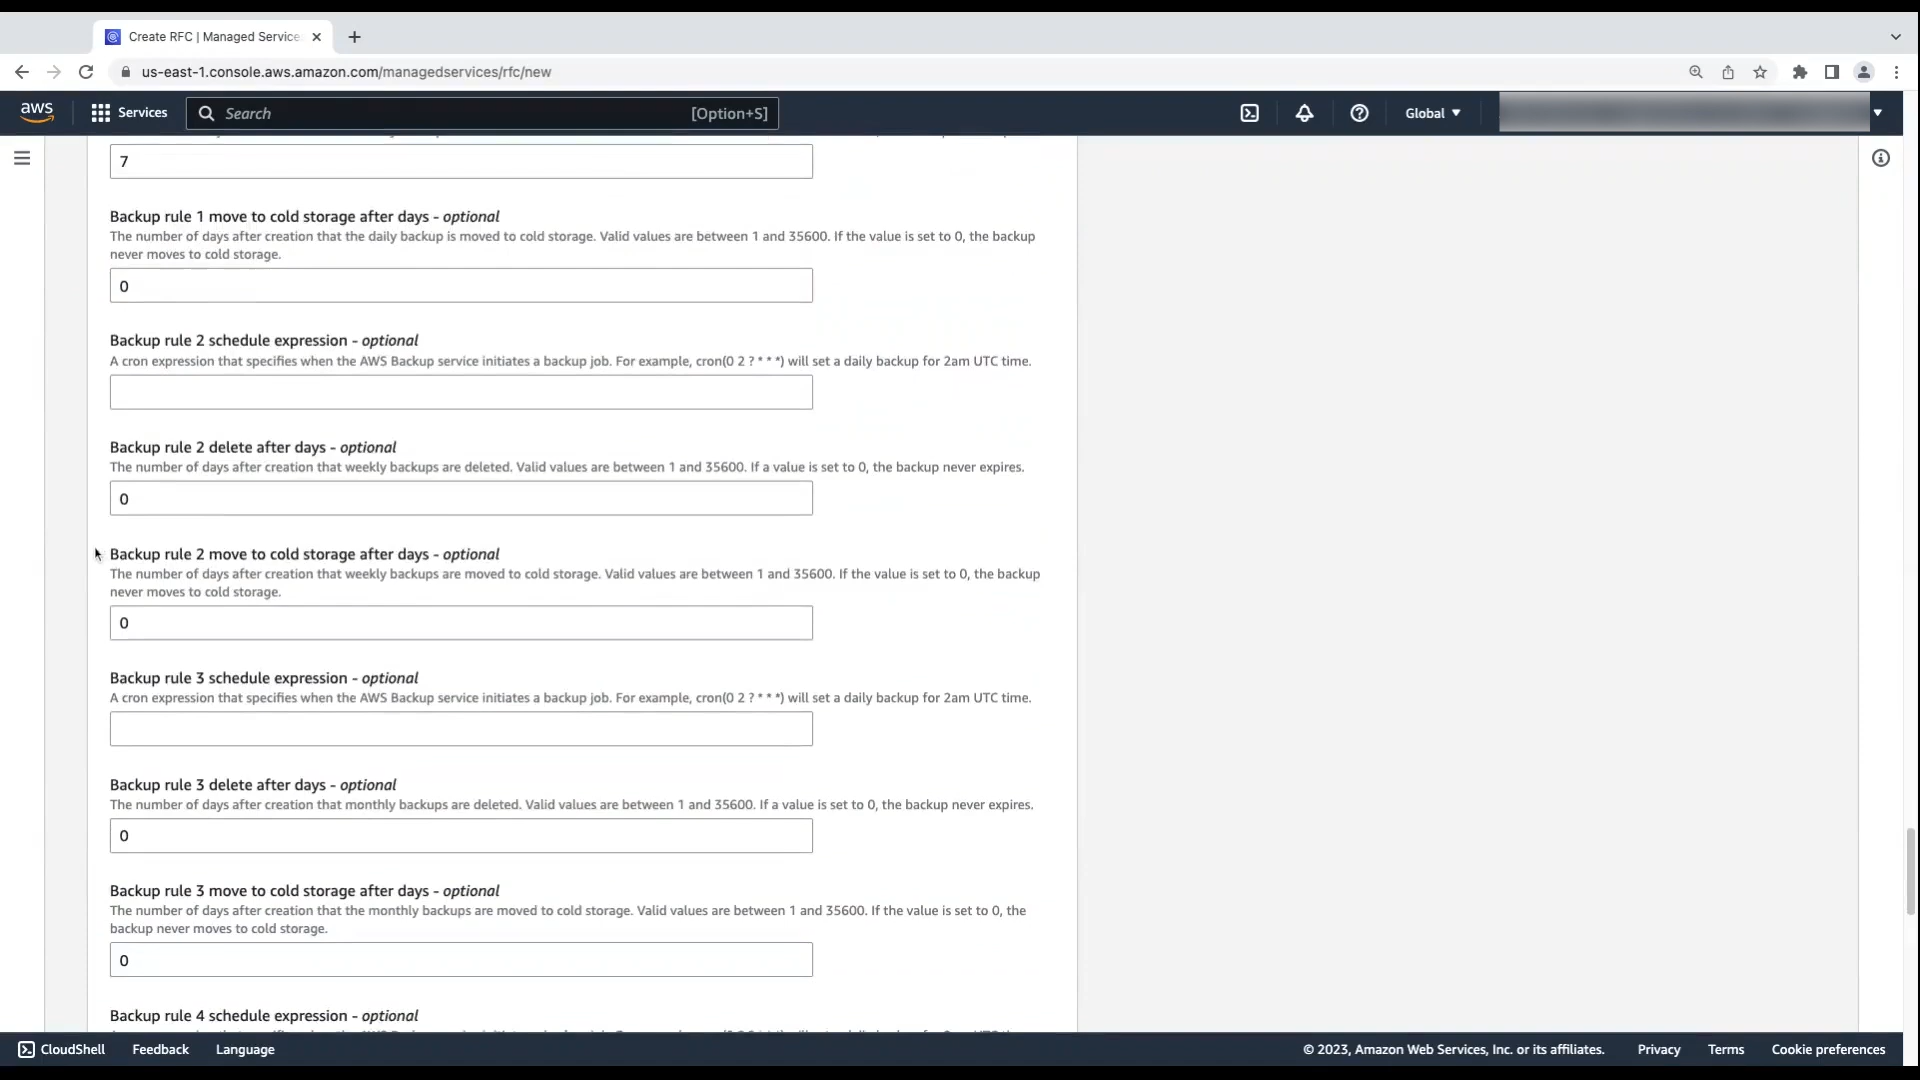 Create RFC | Managed Service
us-east-1.console.aws.amazon.com/managedservices/rfc/new
aws
Services
Search
[Option+S]
Global
7
Backup rule 1 move to cold storage after days - optional
The number of days after creation that the daily backup is moved to cold storage. Valid values are between 1 and 35600. If the value is set to 0, the backup
never moves to cold storage.
0
Backup rule 2 schedule expression - optional
A cron expression that specifies when the AWS Backup service initiates a backup job. For example, cron(0 2 ? * * *) will set a daily backup for 2am UTC time.
Backup rule 2 delete after days - optional
The number of days after creation that weekly backups are deleted. Valid values are between 1 and 35600. If a value is set to 0, the backup never expires.
0
Backup rule 2 move to cold storage after days - optional
The number of days after creation that weekly backups are moved to cold storage. Valid values are between 1 and 35600. If the value is set to 0, the backup
never moves to cold storage.
0
Backup rule 3 schedule expression - optional
A cron expression that specifies when the AWS Backup service initiates a backup job. For example, cron(0 2 ? * * *) will set a daily backup for 2am UTC time.
Backup rule 3 delete after days - optional
The number of days after creation that monthly backups are deleted. Valid values are between 1 and 35600. If a value is set to 0, the backup never expires.
0
Backup rule 3 move to cold storage after days - optional
The number of days after creation that the monthly backups are moved to cold storage. Valid values are between 1 and 35600. If the value is set to 0, the
backup never moves to cold storage.
0
Backup rule 4 schedule expression - optional
CloudShell
Feedback
Language
© 2023, Amazon Web Services, Inc. or its affiliates.
Privacy
Terms
Cookie preferences